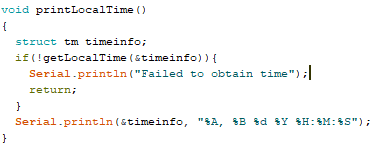 void printLocalTime()
{
  struct tm timeinfo;
  if(!getLocalTime(&timeinfo)){
    Serial.println("Failed to obtain time");
    return;
  }
  Serial.println(&timeinfo, "%A, %B %d %Y %H:%M:%S");
}